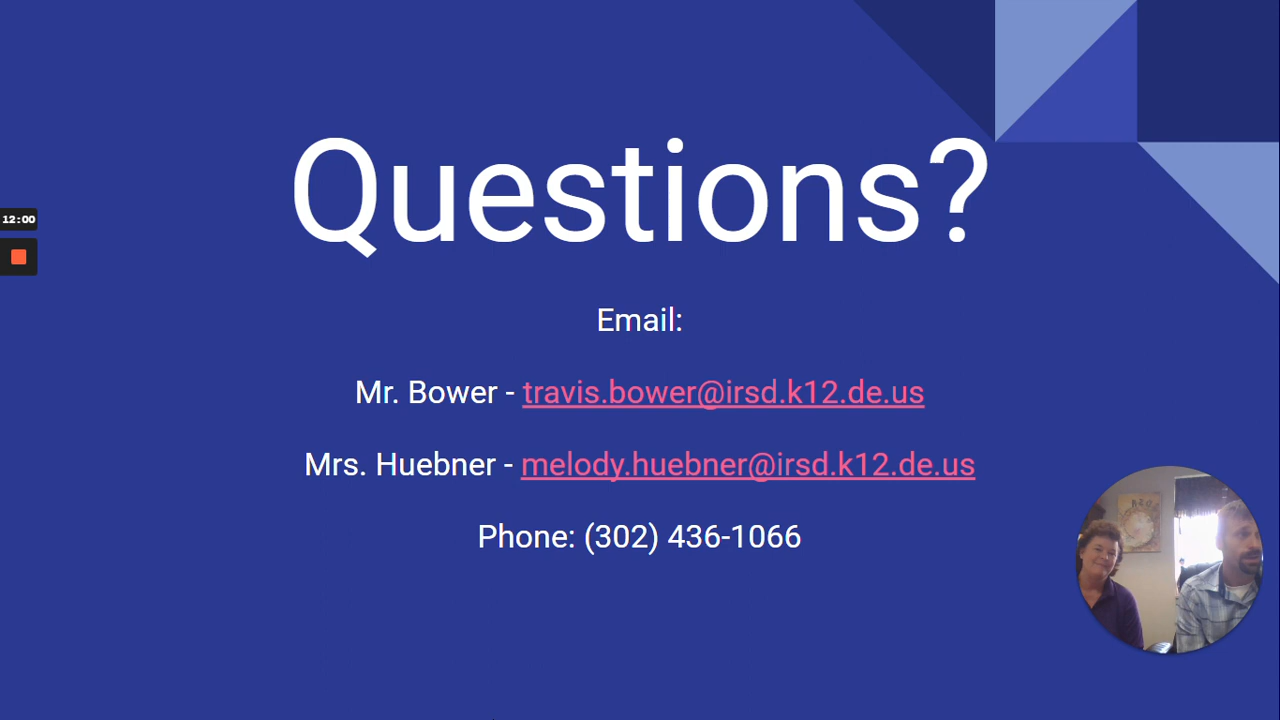 12:00
Questions?
Email:
Mr. Bower - travis.bower@irsd.k12.de.us
Mrs. Huebner - melody.huebner@irsd.k12.de.us
Phone: (302) 436-1066